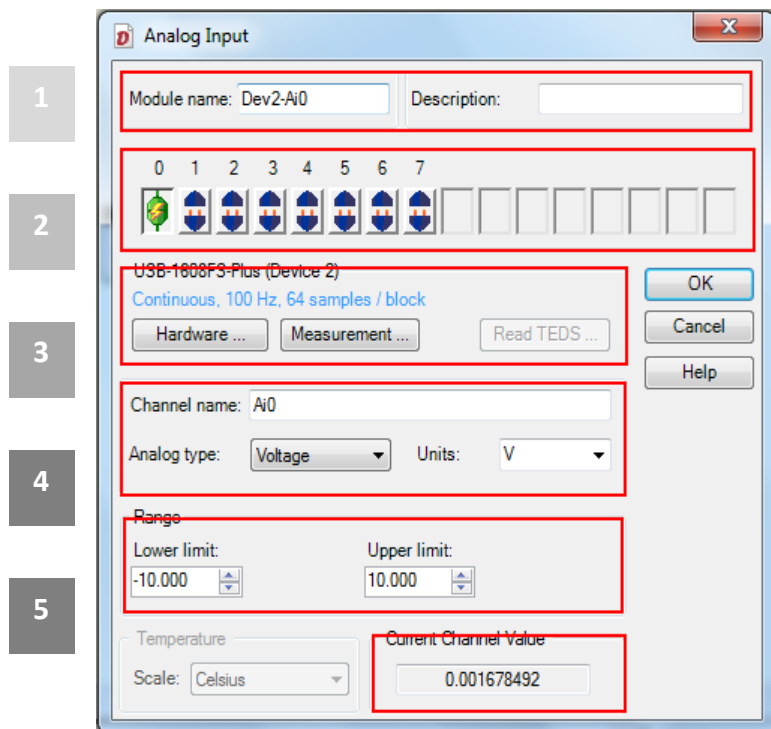 Analog Input
1
Module name: Dev2-Ai0 Description:
0 1 2 3 4 5 6 7
2
USB-1608FS-Plus (Device 2)
Continuous, 100 Hz, 64 samples / block
OK
Hardware ... Measurement ... Read TEDS ...
Cancel
3
Help
Channel name: Ai0
Analog type: Voltage Units: V
4
Range
Lower limit: Upper limit:
-10.000 10.000
5
Temperature Current Channel Value
Scale: Celsius 0.001678492